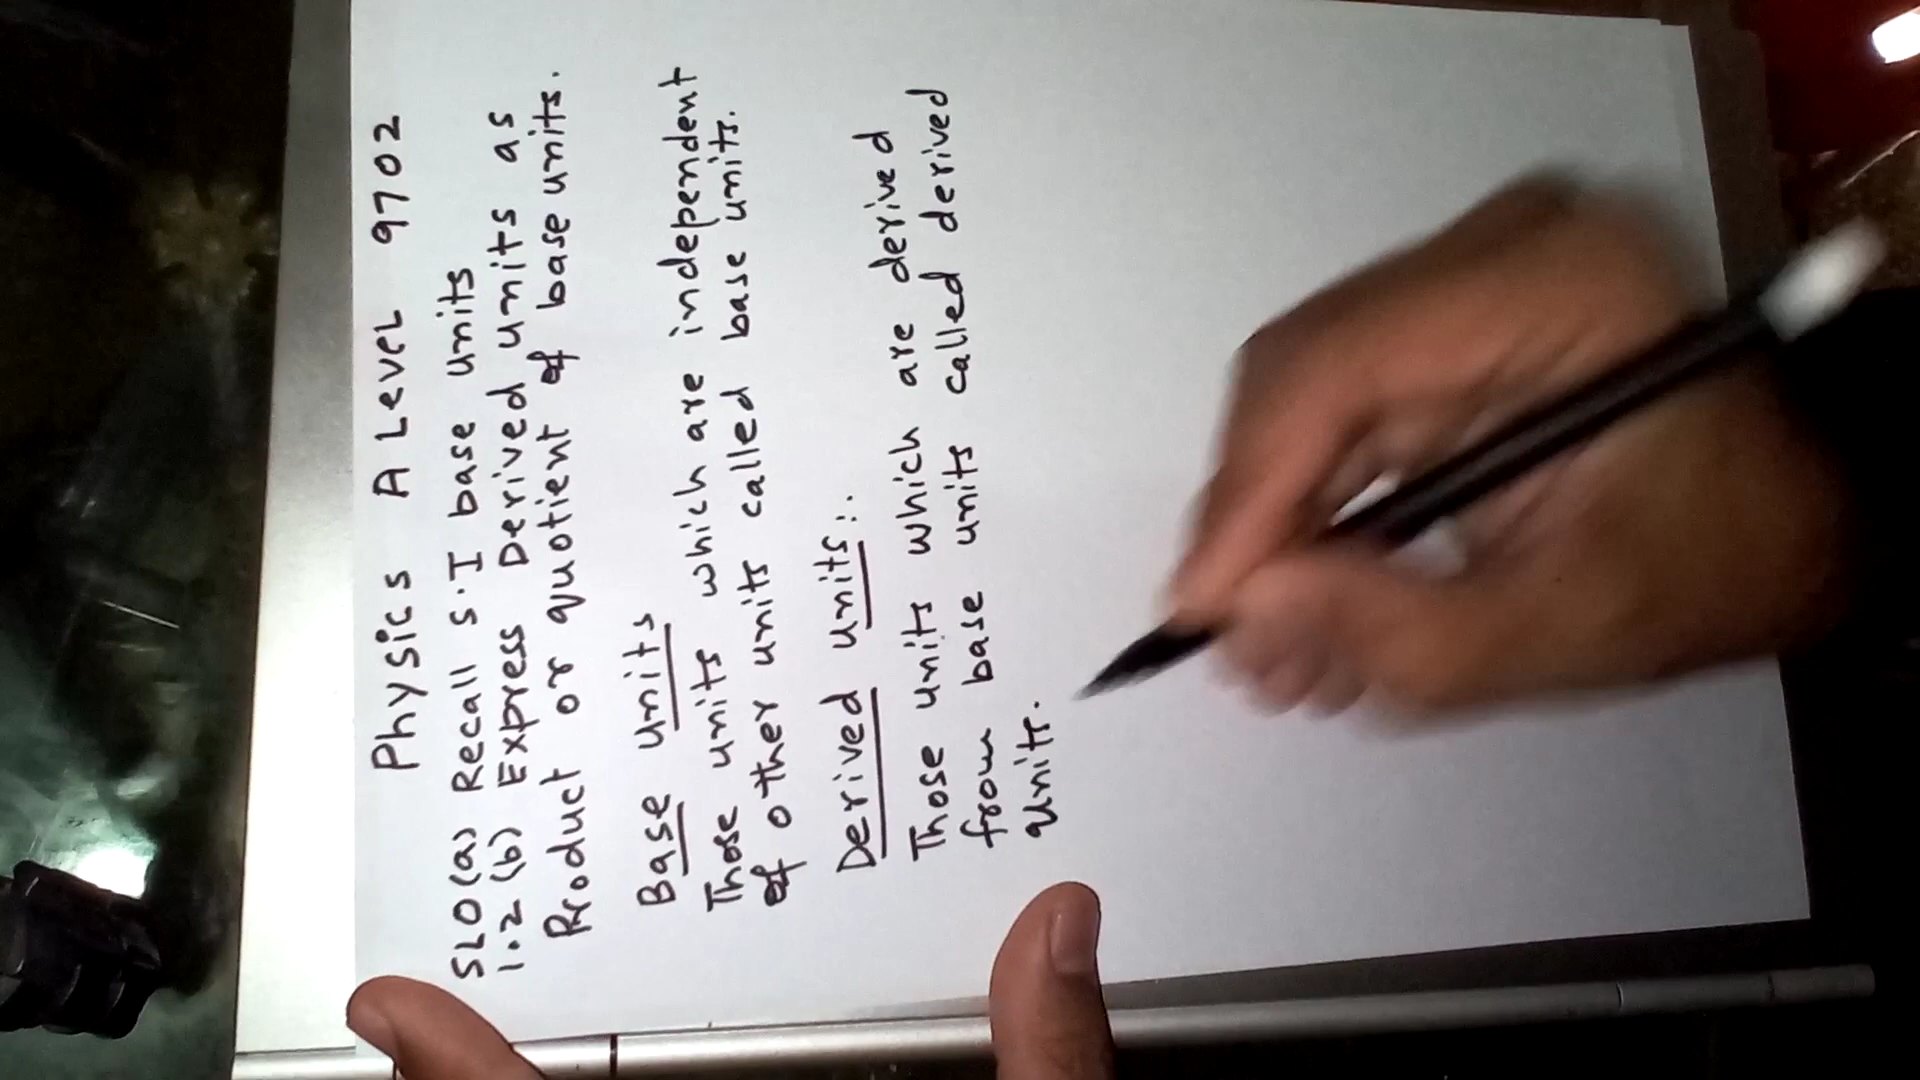 Physics A Level 9702
SLO(a) Recall S.I base units
1.2 (b) Express Derived units as
Product or quotient of base units.
Base units
Those units which are independent
of other units called base units.
Derived units:.
Those units which are derived
from base units called derived
units.